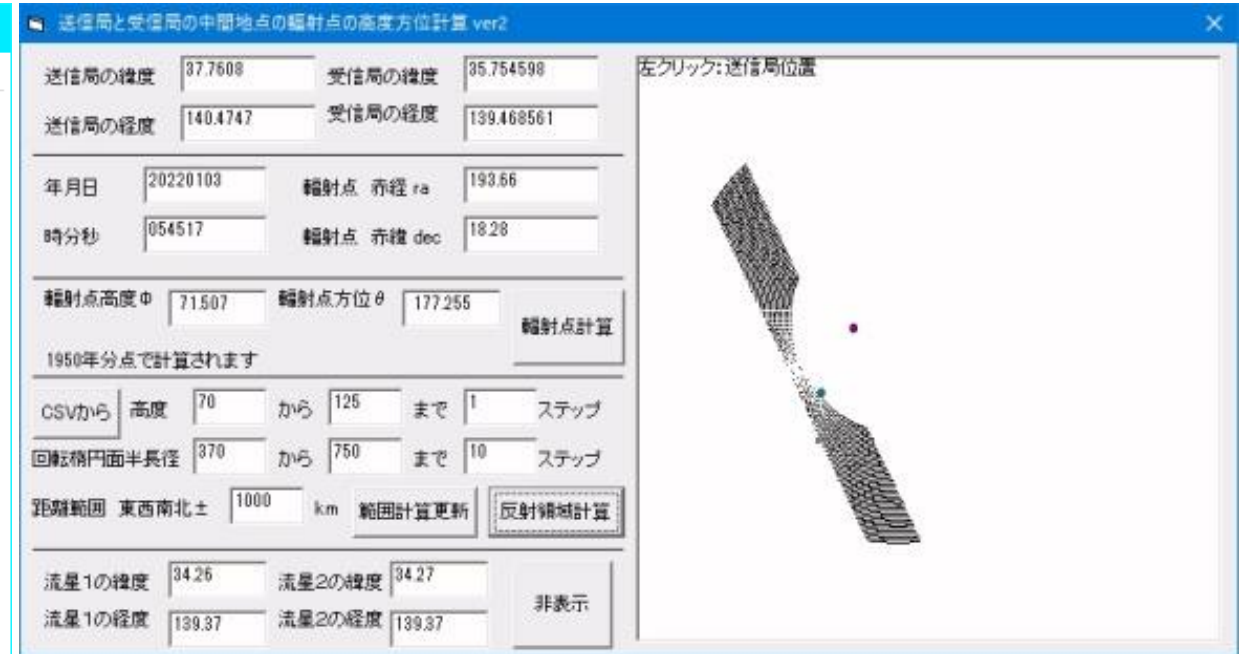 送信局と受信局の中間地点の輻射点の高度方位計算 ver2
送信局の緯度 37.7608 受信局の緯度 35.754598
送信局の経度 140.4747 受信局の経度 139.468561
左クリック:送信局位置
年月日 20220103 輻射点 赤経 ra 193.66
時分秒 054517 輻射点 赤緯 dec 18.28
輻射点高度Φ 71.507 輻射点方位θ 177.255 輻射点計算
1950年分点で計算されます
CSVから 高度 70 から 125 まで 1 ステップ
回転楕円面半長径 370 から 750 まで 10 ステップ
距離範囲 東西南北± 1000 km 範囲計算更新 反射領域計算
流星1の緯度 34.26 流星2の緯度 34.27
流星1の経度 139.37 流星2の経度 139.37 非表示